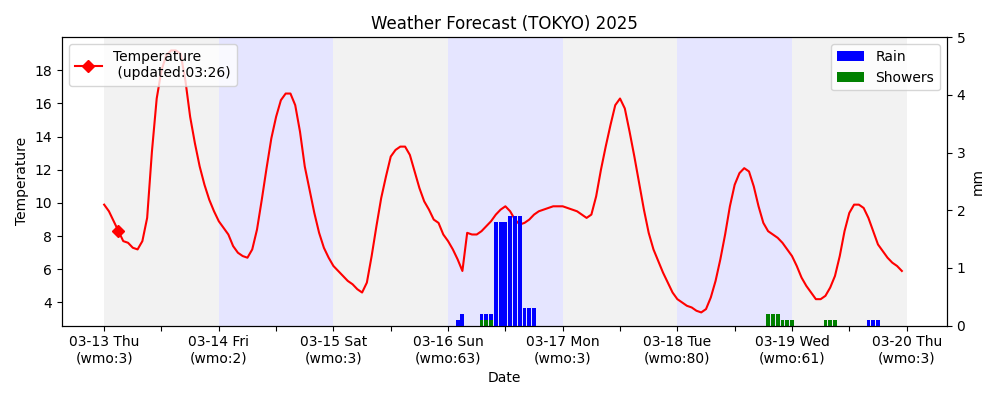 Weather Forecast (TOKYO) 2025
Temperature
(updated:03:26)
Rain
Showers
18
16
14
12
10
8
6
4
Temperature
5
4
3
2
1
0
mm
03-13 Thu
(wmo:3)
03-14 Fri
(wmo:2)
03-15 Sat
(wmo:3)
03-16 Sun
(wmo:63)
03-17 Mon
(wmo:3)
03-18 Tue
(wmo:80)
03-19 Wed
(wmo:61)
03-20 Thu
(wmo:3)
Date